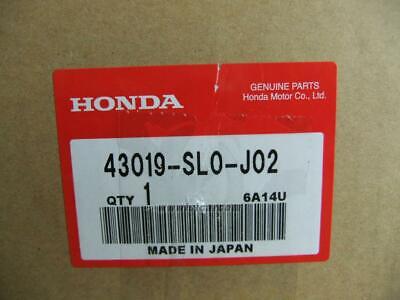 GENUINE PARTS
Honda Motor Co., Ltd.
HONDA
43019-SL0-J02
QTY 1 6A14U
MADE IN JAPAN